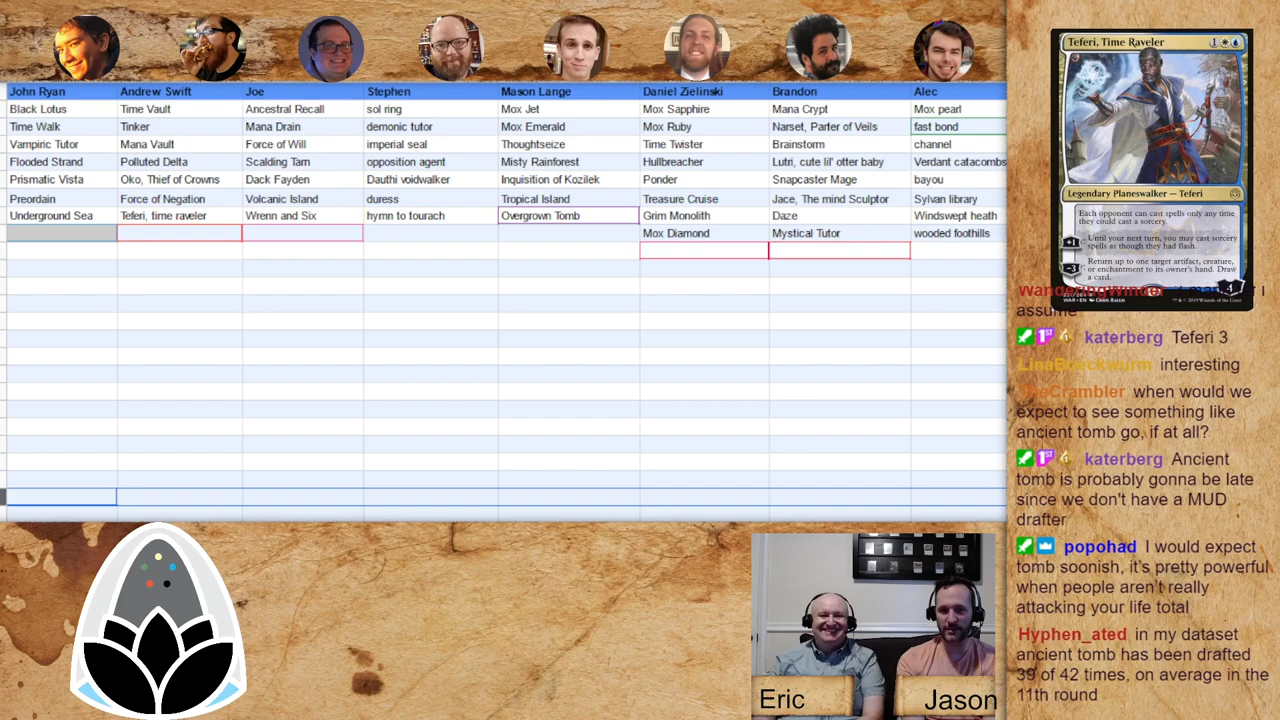 John Ryan Andrew Swift Joe Stephen Mason Lange Daniel Zielinski Brandon Alec
Black Lotus Time Vault Ancestral Recall sol ring Mox Jet Mox Sapphire Mana Crypt Mox pearl
Time Walk Tinker Mana Drain demonic tutor Mox Emerald Mox Ruby Narset, Parter of Veils fast bond
Vampiric Tutor Mana Vault Force of Will imperial seal Thoughtseize Time Twister Brainstorm channel
Flooded Strand Polluted Delta Scalding Tarn opposition agent Misty Rainforest Hullbreacher Lutri, cute lil' otter baby Verdant catacombs
Prismatic Vista Oko, Thief of Crowns Dack Fayden Dauthi voidwalker Inquisition of Kozilek Ponder Snapcaster Mage bayou
Preordain Force of Negation Volcanic Island duress Tropical Island Treasure Cruise Jace, The mind Sculptor Sylvan library
Underground Sea Teferi, time raveler Wrenn and Six hymn to tourach Overgrown Tomb Grim Monolith Daze Windswept heath
Mox Diamond Mystical Tutor wooded foothills
Teferi, Time Raveler 1
Legendary Planeswalker — Teferi
Each opponent can cast spells only any time
they could cast a sorcery.
+1 Until your next turn, you may cast sorcery
spells as though they had flash.
-3 Return up to one target artifact, creature,
or enchantment to its owner's hand. Draw
a card.
WanderingWinder I
assume
katerberg Teferi 3
interesting
TheCrambler when would we
expect to see something like
ancient tomb go, if at all?
katerberg Ancient
tomb is probably gonna be late
since we don't have a MUD
drafter
popohad I would expect
tomb soonish, it's pretty powerful
when people aren't really
attacking your life total
Hyphen_ated in my dataset
ancient tomb has been drafted
39 of 42 times, on average in the
11th round
Eric Jason